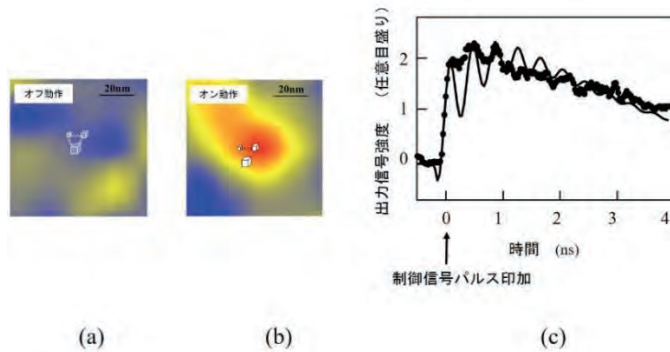 オフ動作
20nm
オン動作
20nm
出力信号強度 (任意目盛り)
2
1
0
0
1
2
3
4
時間 (ns)
制御信号パルス印加
(a)
(b)
(c)